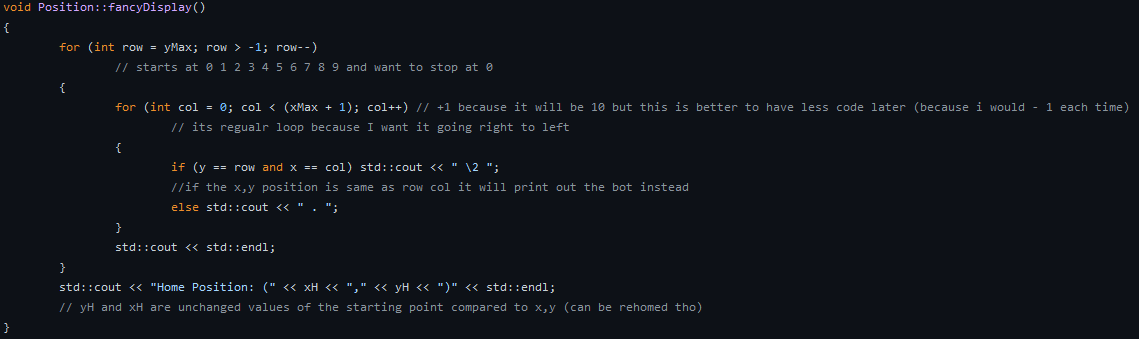 void Position::fancyDisplay()
{
for (int row = yMax; row > -1; row--)
// starts at 0 1 2 3 4 5 6 7 8 9 and want to stop at 0
{
for (int col = 0; col < (xMax + 1); col++) // +1 because it will be 10 but this is better to have less code later (because i would - 1 each time)
// its regualr loop because I want it going right to left
{
if (y == row and x == col) std::cout << " \2 ";
//if the x,y position is same as row col it will print out the bot instead
else std::cout << " . ";
}
std::cout << std::endl;
}
std::cout << "Home Position: (" << xH << "," << yH << ")" << std::endl;
// yH and xH are unchanged values of the starting point compared to x,y (can be rehomed tho)
}